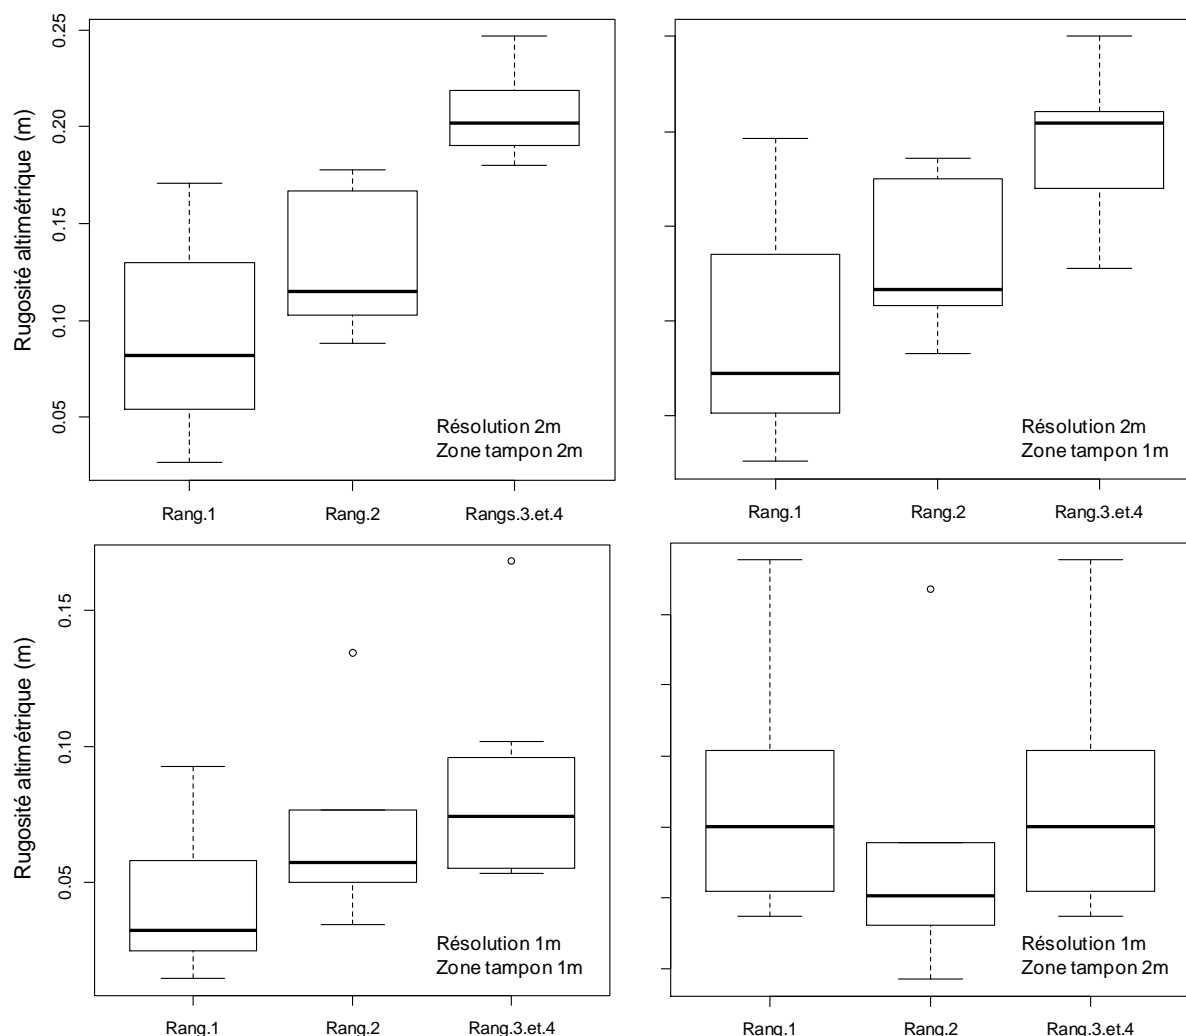 Rugosité altimétrique (m)
0.25
0.20
0.15
0.10
0.05
Résolution 2m
Zone tampon 2m
Rang.1
Rang.2
Rangs.3.et.4
Résolution 2m
Zone tampon 1m
Rang.1
Rang.2
Rang.3.et.4
Rugosité altimétrique (m)
0.15
0.10
0.05
Résolution 1m
Zone tampon 1m
Rang.1
Rang.2
Rang.3.et.4
Résolution 1m
Zone tampon 2m
Rang.1
Rang.2
Rang.3.et.4